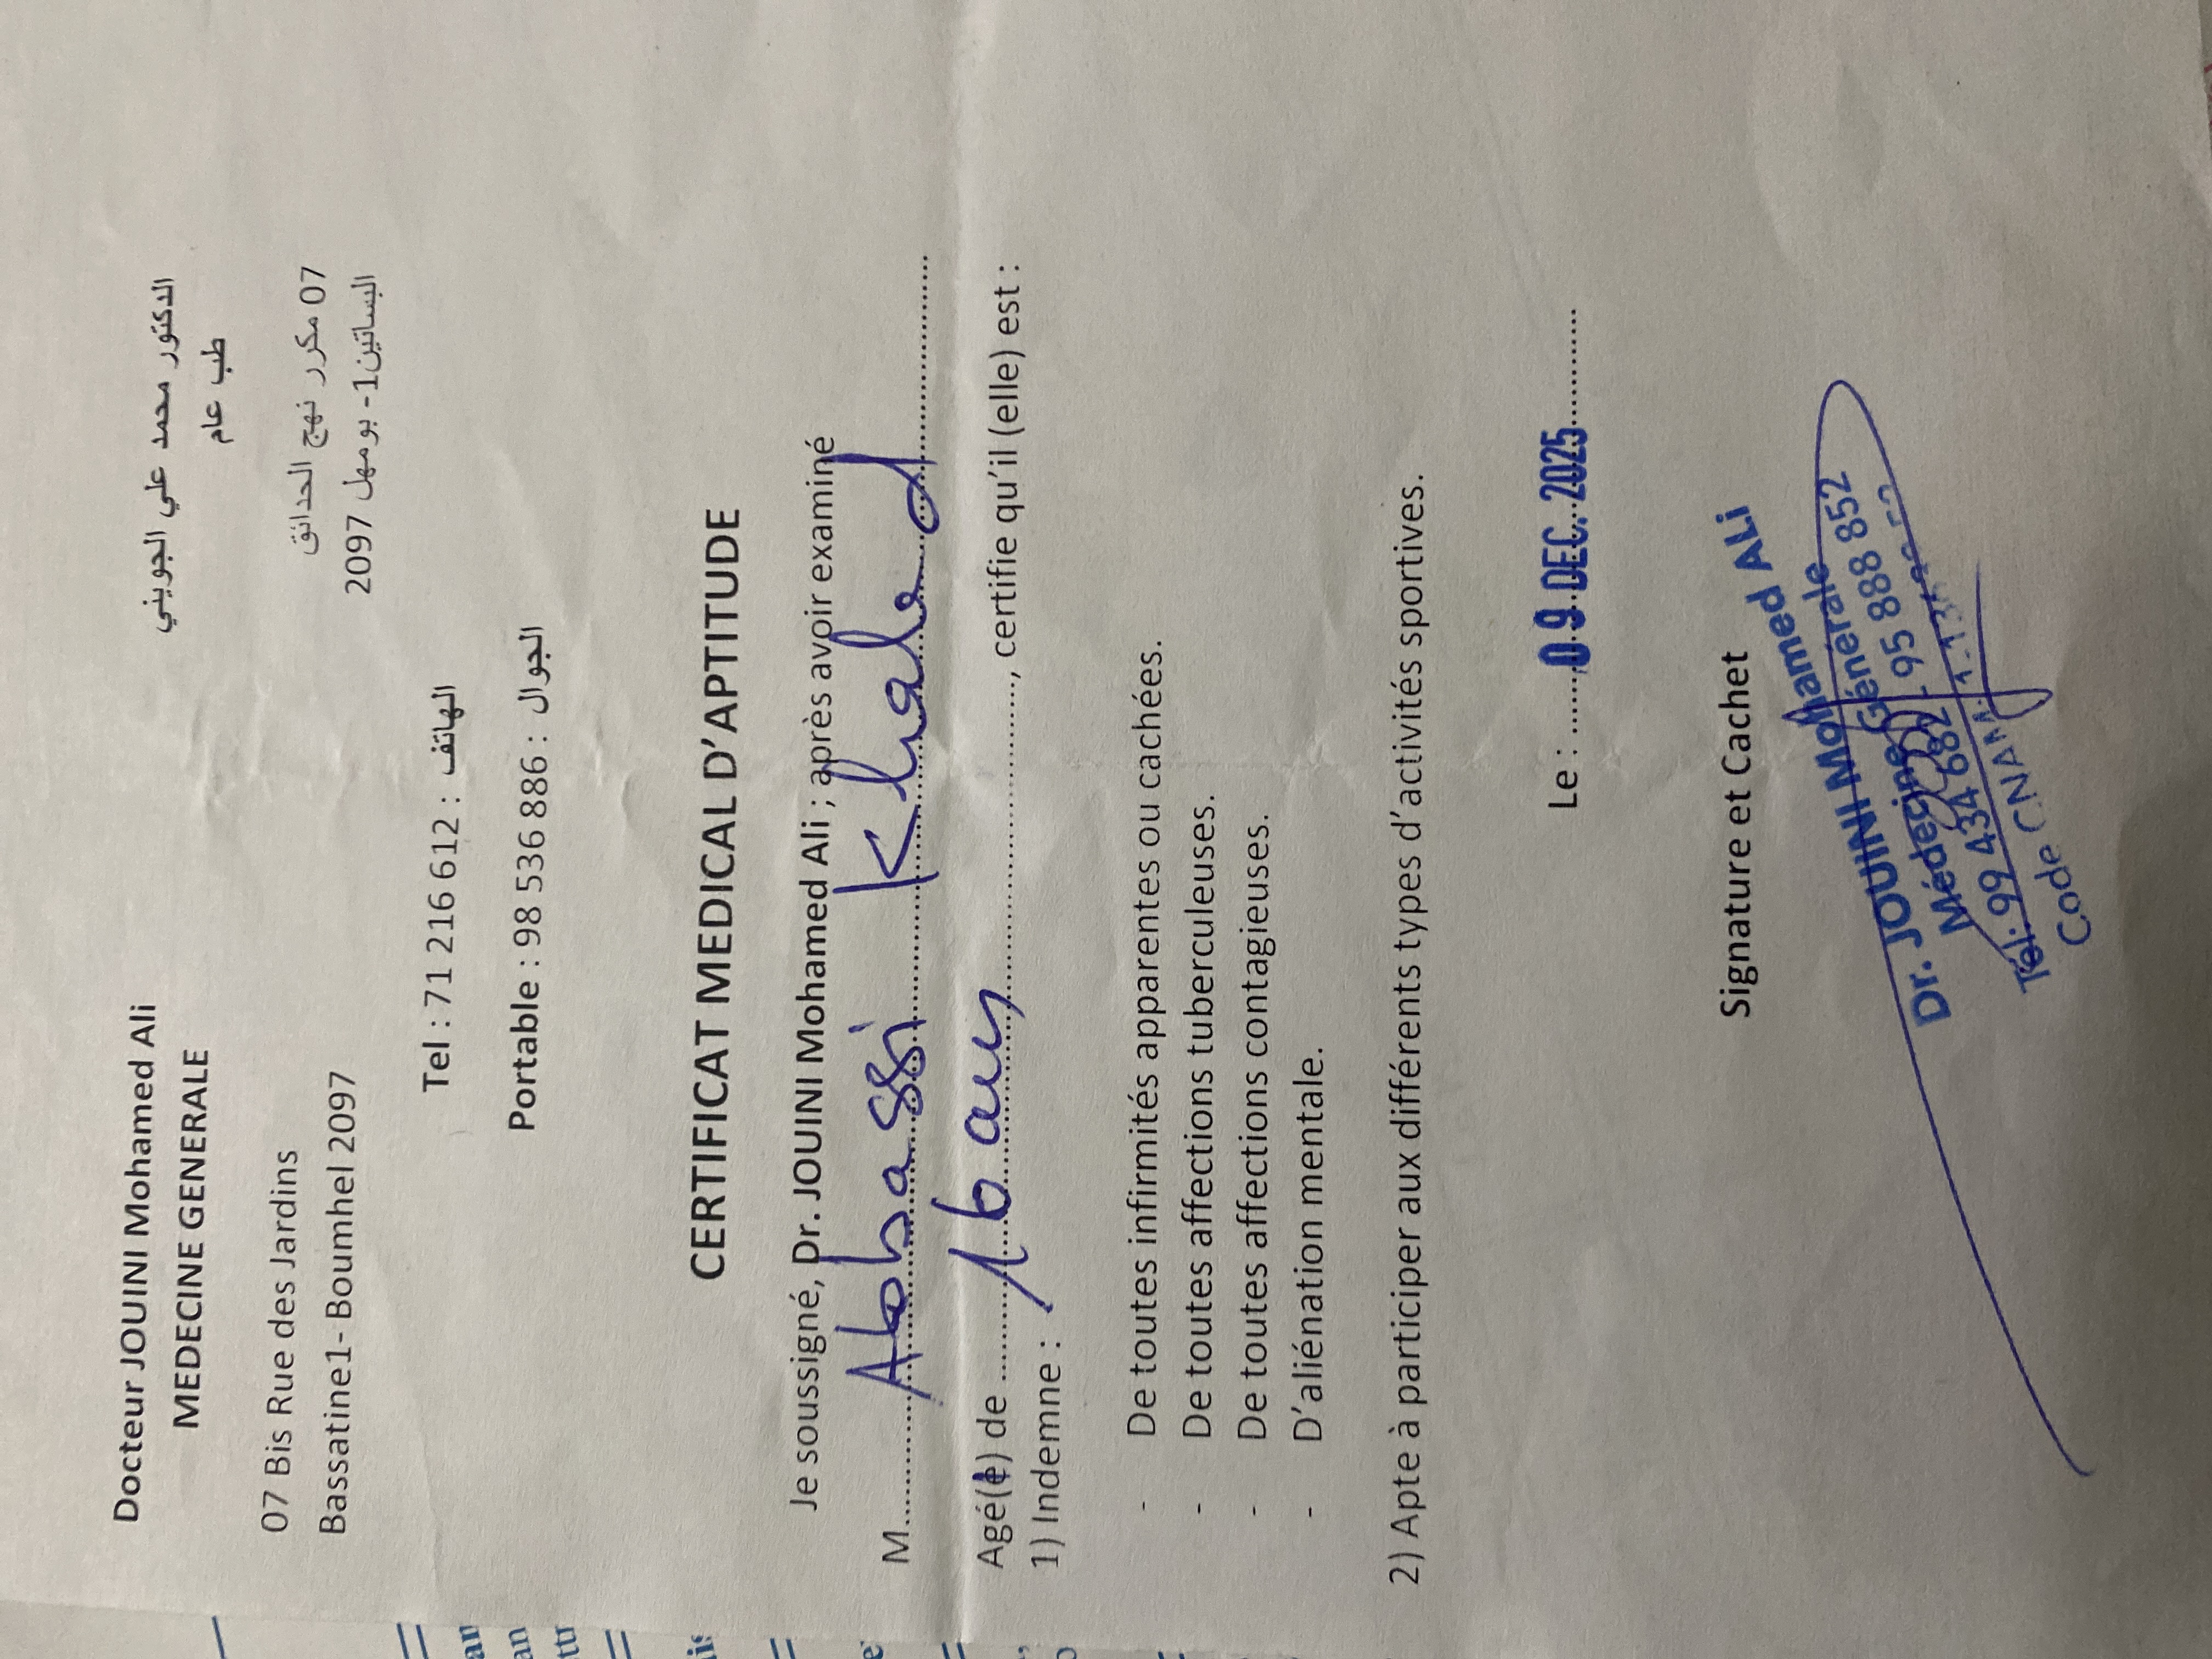 Docteur JOUINI Mohamed Ali
MEDECINE GENERALE
07 Bis Rue des Jardins
Bassatine1- Boumhel 2097
الدكتور محمد علي الجويني
طب عام
07 مكرر نهج الحدائق
البساتين1- بومهل 2097
Tel : 71 216 612 : الهاتف
Portable : 98 536 886 : الجوال
CERTIFICAT MEDICAL D'APTITUDE
Je soussigné, Dr. JOUINI Mohamed Ali ; après avoir examiné
M Abbassi Khaled
Agé(e) de 16 ans, certifie qu'il (elle) est :
1) Indemne :
- De toutes infirmités apparentes ou cachées.
- De toutes affections tuberculeuses.
- De toutes affections contagieuses.
- D'aliénation mentale.
2) Apte à participer aux différents types d'activités sportives.
Le : 09 DEC. 2025
Signature et Cachet
Dr. JOUINI Mohamed ALi
Médecine Générale
Tél: 99 434 682 - 95 888 852
Code CNAM